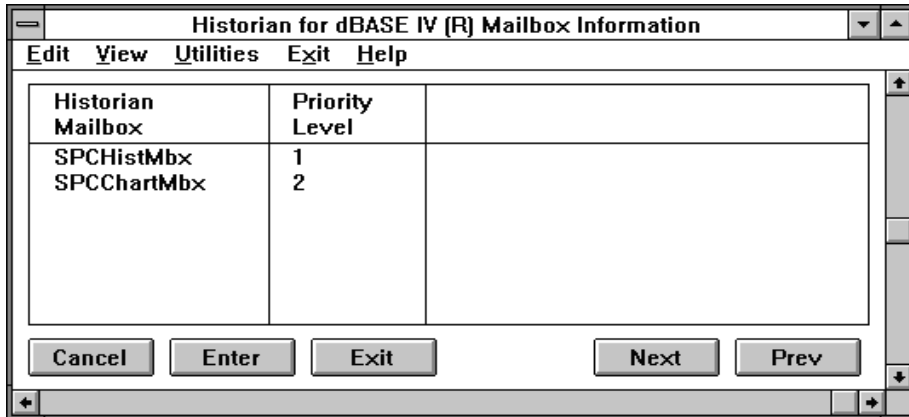 Historian for dBASE IV (R) Mailbox Information
Edit View Utilities Exit Help
Historian Mailbox Priority Level
SPCHistMbx 1
SPCChartMbx 2
Cancel Enter Exit Next Prev